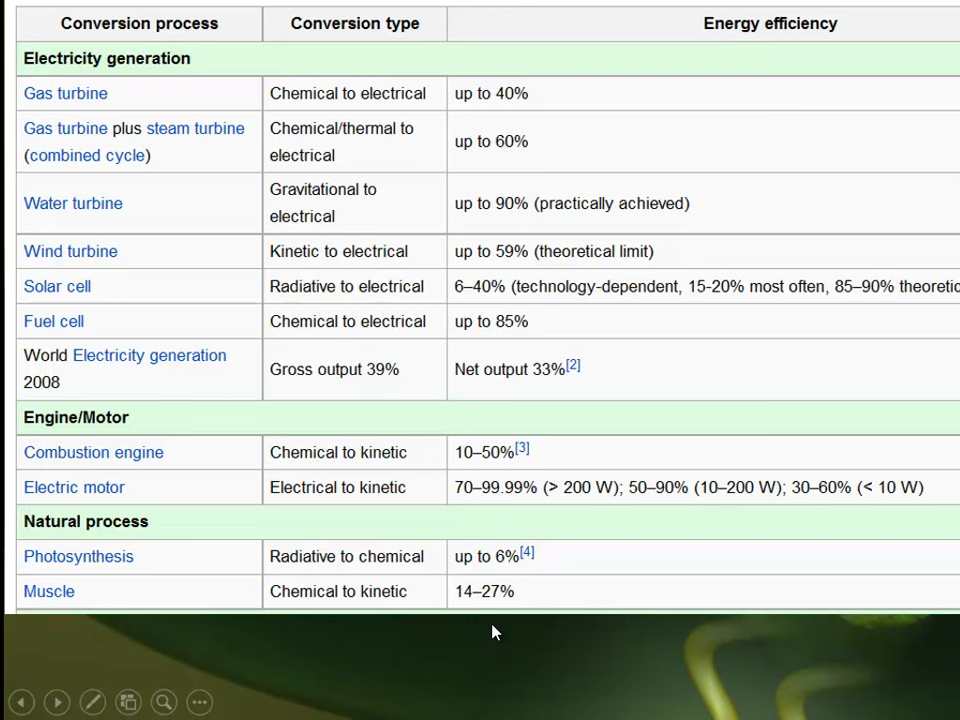 Conversion process Conversion type Energy efficiency
Electricity generation
Gas turbine Chemical to electrical up to 40%
Gas turbine plus steam turbine (combined cycle) Chemical/thermal to electrical up to 60%
Water turbine Gravitational to electrical up to 90% (practically achieved)
Wind turbine Kinetic to electrical up to 59% (theoretical limit)
Solar cell Radiative to electrical 6–40% (technology-dependent, 15-20% most often, 85–90% theoretic
Fuel cell Chemical to electrical up to 85%
World Electricity generation 2008 Gross output 39% Net output 33%[2]
Engine/Motor
Combustion engine Chemical to kinetic 10–50%[3]
Electric motor Electrical to kinetic 70–99.99% (> 200 W); 50–90% (10–200 W); 30–60% (< 10 W)
Natural process
Photosynthesis Radiative to chemical up to 6%[4]
Muscle Chemical to kinetic 14–27%